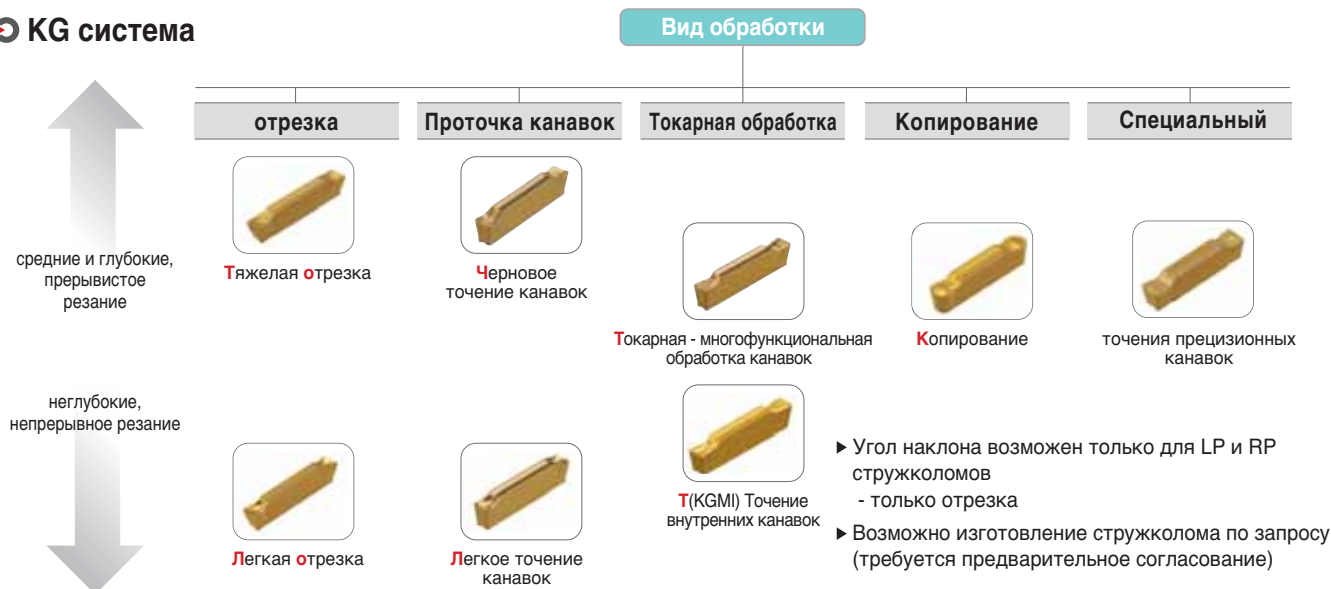 KG система
Вид обработки
отрезка
Проточка канавок
Токарная обработка
Копирование
Специальный
средние и глубокие,
прерывистое
резание
Тяжелая отрезка
Черновое
точение канавок
Токарная - многофункциональная
обработка канавок
Копирование
точения прецизионных
канавок
неглубокие,
непрерывное резание
Легкая отрезка
Легкое точение
канавок
Т(KGMI) Точение
внутренних канавок
▶ Угол наклона возможен только для LP и RP
стружколомов
- только отрезка
▶ Возможно изготовление стружколома по запросу
(требуется предварительное согласование)